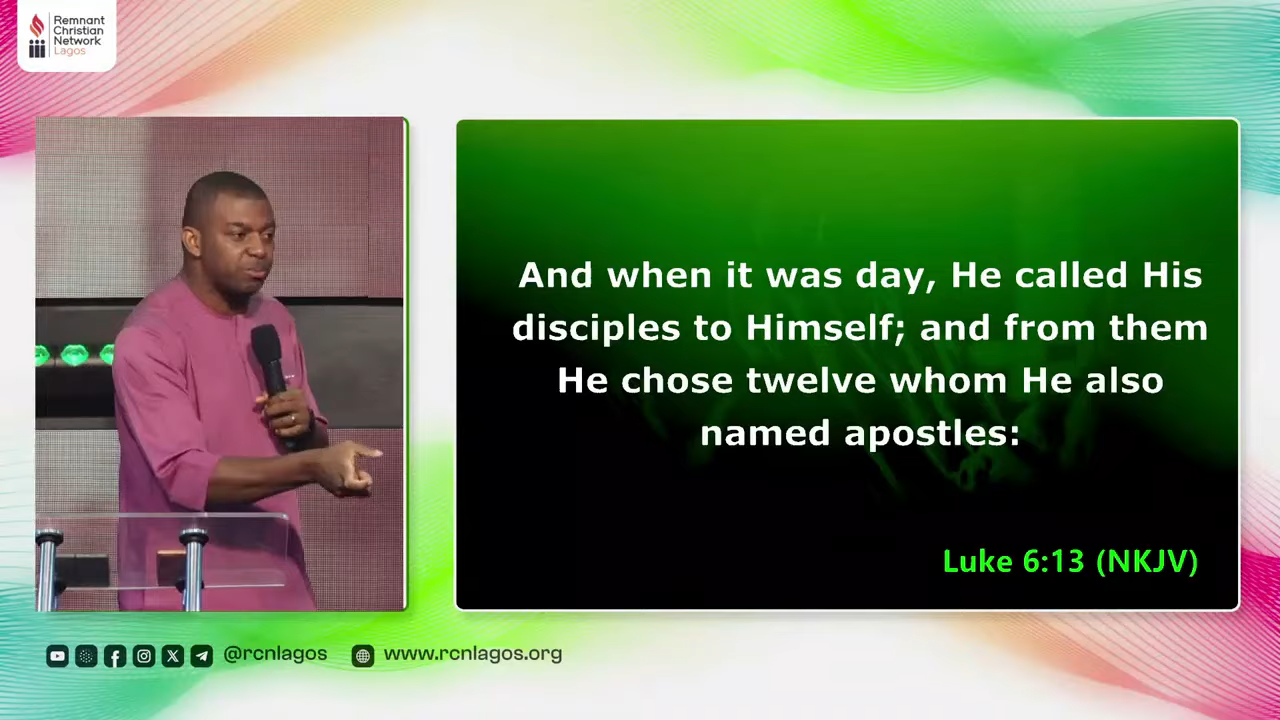 Remnant
Christian
Network
Lagos
And when it was day, He called His
disciples to Himself; and from them
He chose twelve whom He also
named apostles:
Luke 6:13 (NKJV)
@rcnlagos
www.rcnlagos.org